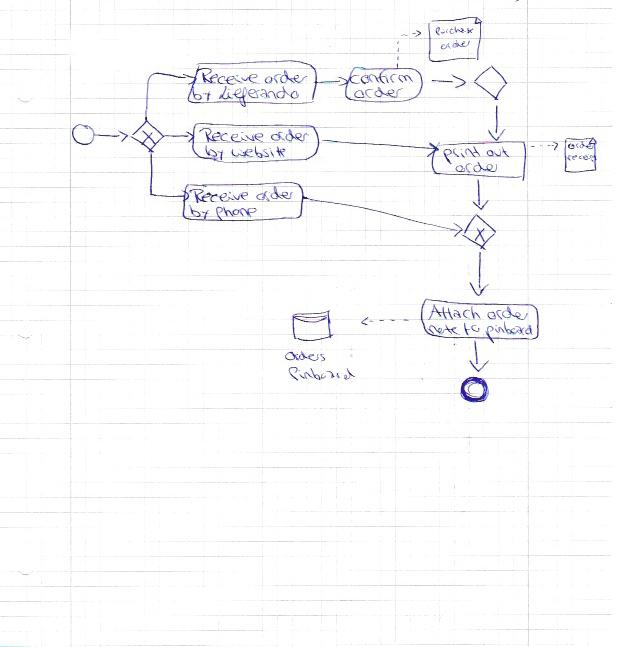 Purchase
order
Receive order
by Lieferando
Confirm
order
X
Receive order
by website
print out
order
order
Receive order
by phone
X
Attach order
note to pinboard
Orders
Pinboard